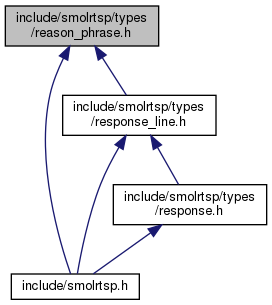 include/smolrtsp/types
/reason_phrase.h
include/smolrtsp/types
/response_line.h
include/smolrtsp/types
/response.h
include/smolrtsp.h